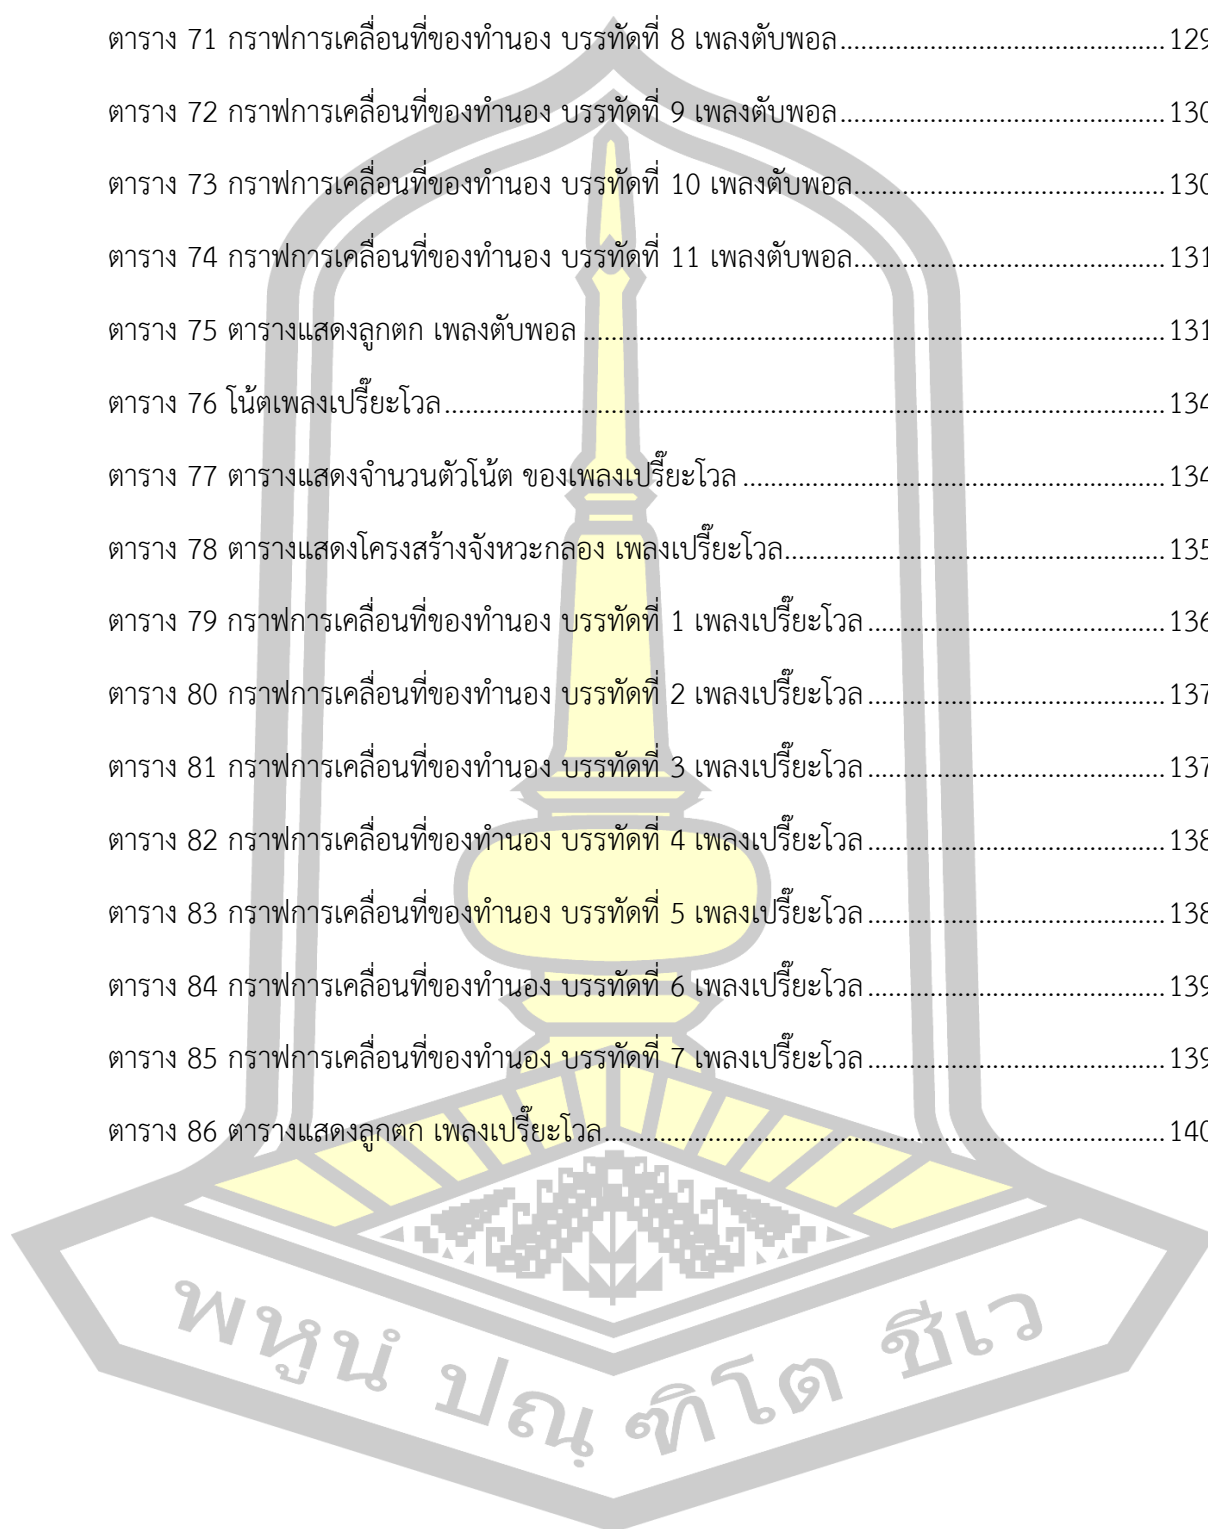 ตาราง 71 กราฟการเคลื่อนที่ของทำนอง บรรทัดที่ 8 เพลงตับพอล 129
ตาราง 72 กราฟการเคลื่อนที่ของทำนอง บรรทัดที่ 9 เพลงตับพอล 130
ตาราง 73 กราฟการเคลื่อนที่ของทำนอง บรรทัดที่ 10 เพลงตับพอล 130
ตาราง 74 กราฟการเคลื่อนที่ของทำนอง บรรทัดที่ 11 เพลงตับพอล 131
ตาราง 75 ตารางแสดงลูกตก เพลงตับพอล 131
ตาราง 76 โน้ตเพลงเปรี๊ยะโวล 134
ตาราง 77 ตารางแสดงจำนวนตัวโน้ต ของเพลงเปรี๊ยะโวล 134
ตาราง 78 ตารางแสดงโครงสร้างจังหวะกลอง เพลงเปรี๊ยะโวล 135
ตาราง 79 กราฟการเคลื่อนที่ของทำนอง บรรทัดที่ 1 เพลงเปรี๊ยะโวล 136
ตาราง 80 กราฟการเคลื่อนที่ของทำนอง บรรทัดที่ 2 เพลงเปรี๊ยะโวล 137
ตาราง 81 กราฟการเคลื่อนที่ของทำนอง บรรทัดที่ 3 เพลงเปรี๊ยะโวล 137
ตาราง 82 กราฟการเคลื่อนที่ของทำนอง บรรทัดที่ 4 เพลงเปรี๊ยะโวล 138
ตาราง 83 กราฟการเคลื่อนที่ของทำนอง บรรทัดที่ 5 เพลงเปรี๊ยะโวล 138
ตาราง 84 กราฟการเคลื่อนที่ของทำนอง บรรทัดที่ 6 เพลงเปรี๊ยะโวล 139
ตาราง 85 กราฟการเคลื่อนที่ของทำนอง บรรทัดที่ 7 เพลงเปรี๊ยะโวล 139
ตาราง 86 ตารางแสดงลูกตก เพลงเปรี๊ยะโวล 140
พหูนํ ปณฺฑิโต ชีเว